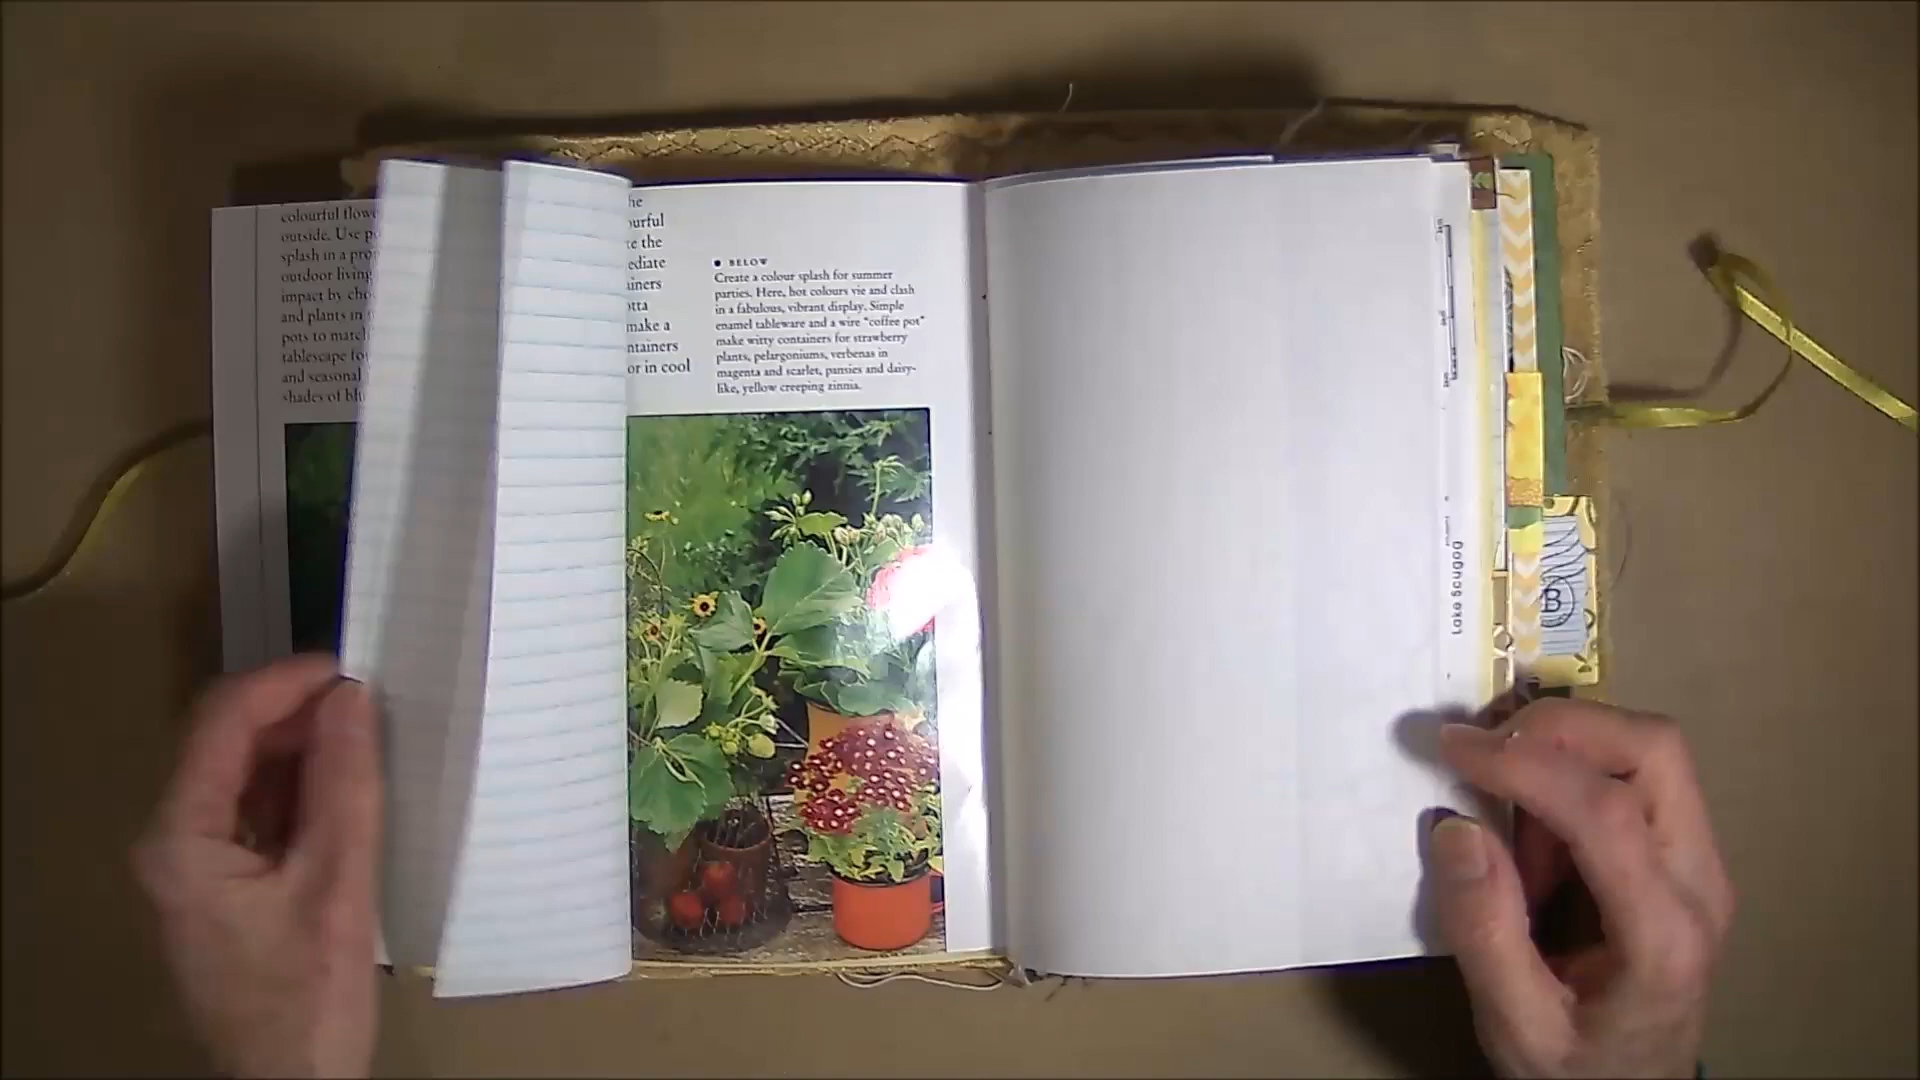 colourful flow
outside. Use p
splash in a pro
outdoor living
impact by cho
and plants in
pots to match
tablescape fo
and seasonal
shades of blu
he
ourful
te the
ediate
ainers
otta
make a
ntainers
or in cool
● BELOW
Create a colour splash for summer
parties. Here, hot colours vie and clash
in a fabulous, vibrant display. Simple
enamel tableware and a wire "coffee pot"
make witty containers for strawberry
plants, pelargoniums, verbenas in
magenta and scarlet, pansies and daisy-
like, yellow creeping zinnia.
Lake Scugog
B